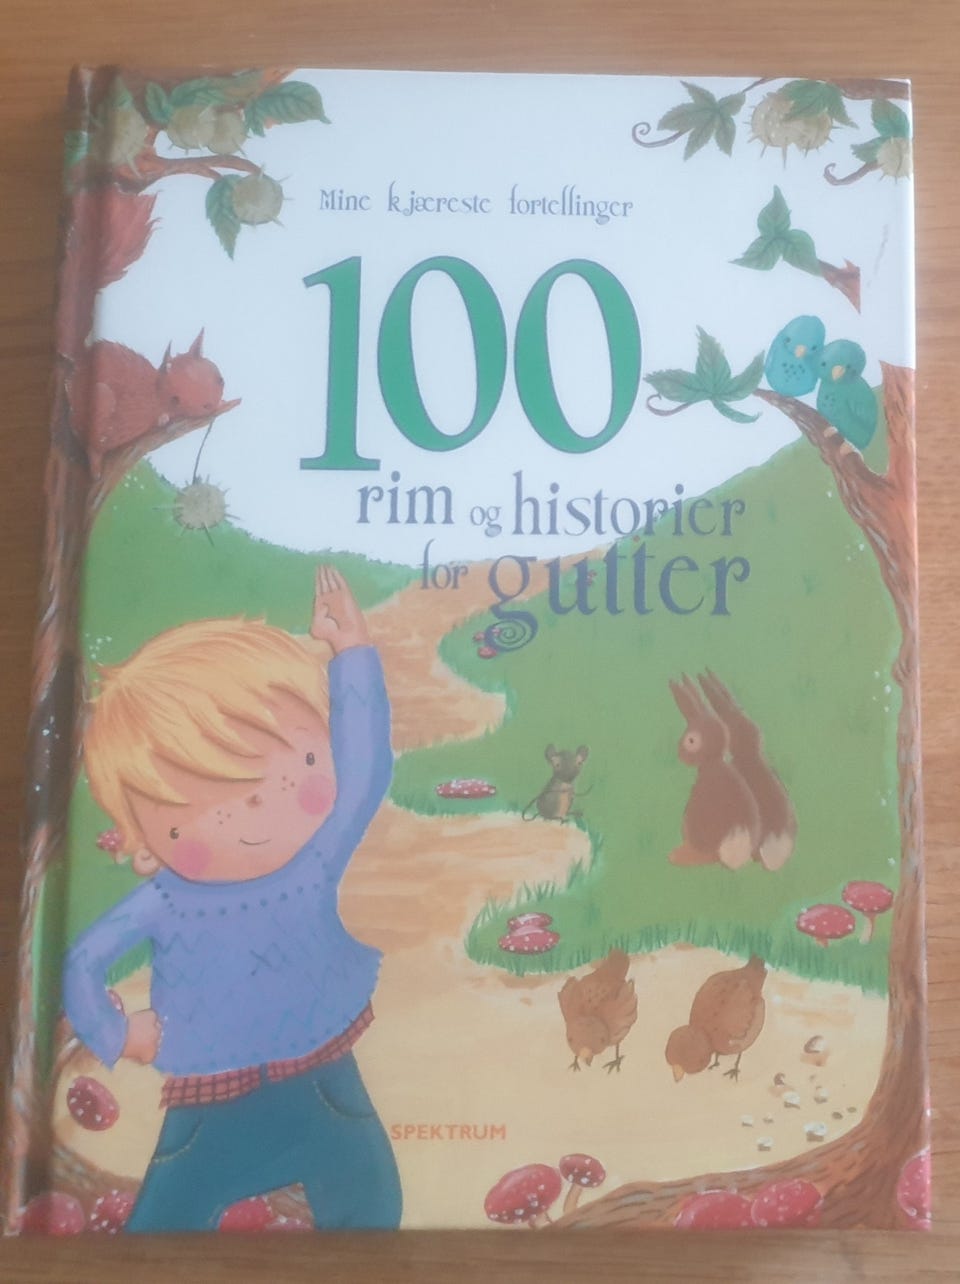 Mine kjæreste fortellinger
100
rim og historier
for gutter
SPEKTRUM